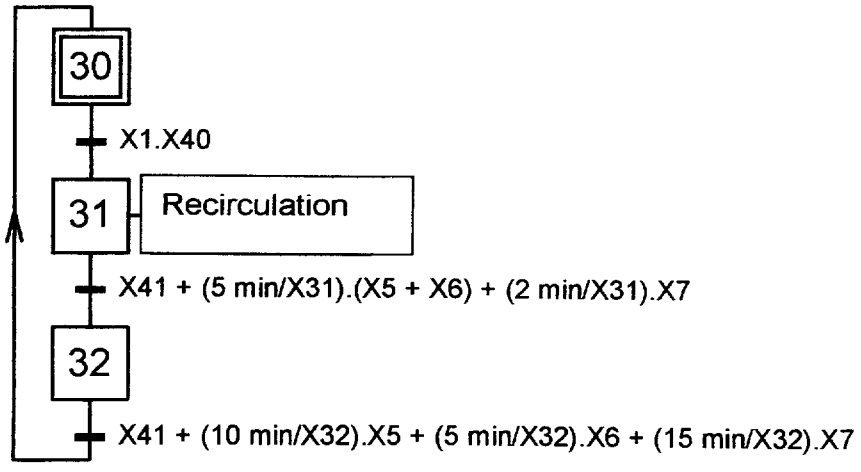 30
X1.X40
31
Recirculation
X41 + (5 min/X31).(X5 + X6) + (2 min/X31).X7
32
X41 + (10 min/X32).X5 + (5 min/X32).X6 + (15 min/X32).X7